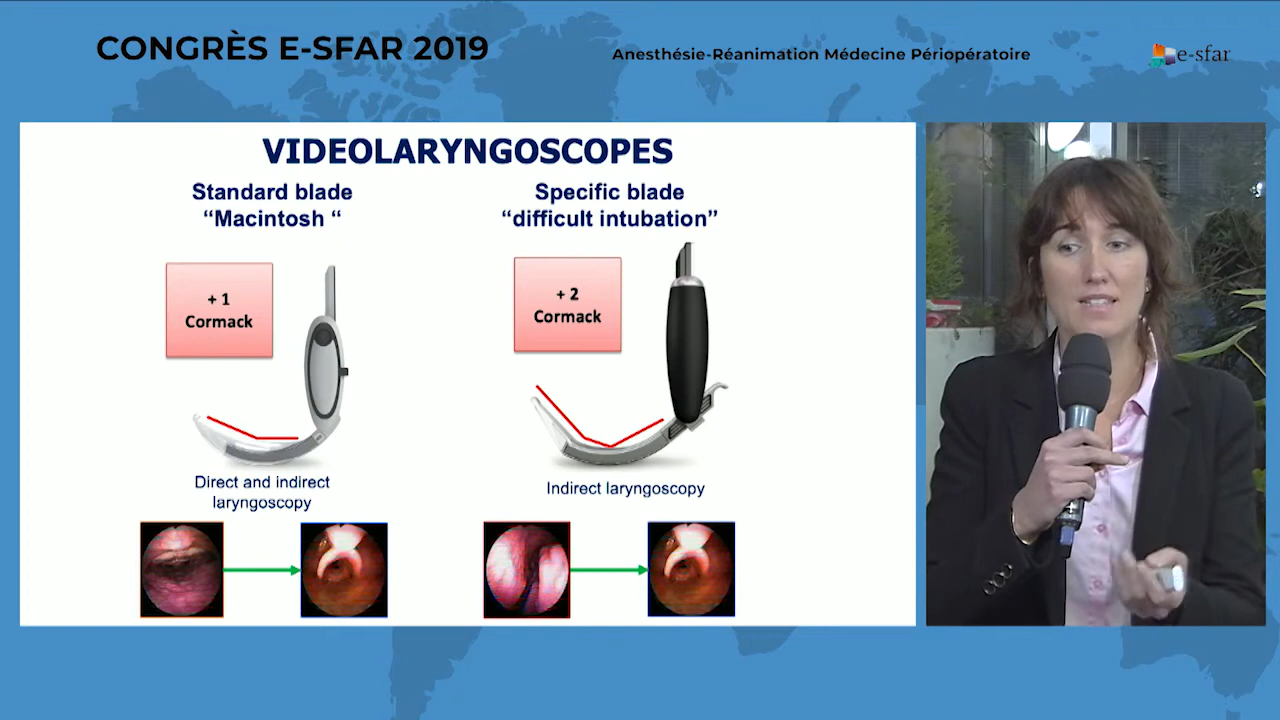 CONGRÈS E-SFAR 2019
Anesthésie-Réanimation Médecine Périopératoire
e-sfar
VIDEOLARYNGOSCOPES
Standard blade
“Macintosh “
Specific blade
“difficult intubation”
+ 1
Cormack
+ 2
Cormack
Direct and indirect
laryngoscopy
Indirect laryngoscopy